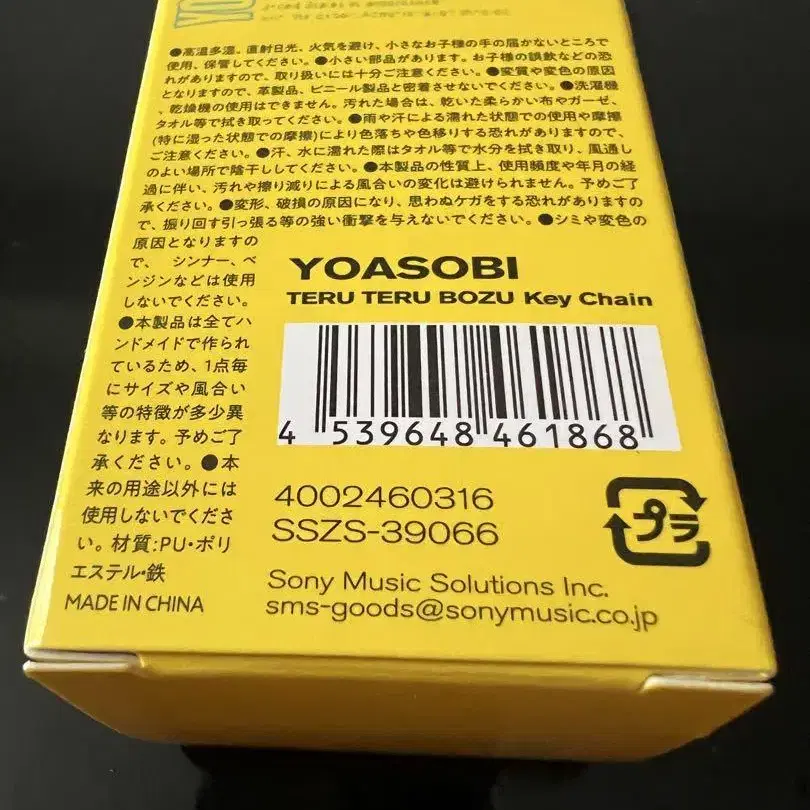 YO
●高温多湿。直射日光、火気を避け、小さなお子様の手の届かないところで
使用、保管してください。●小さい部品があります。お子様の誤飲などの恐
れがありますので、取り扱いには十分ご注意ください。●変質や変色の原因
となりますので、革製品、ビニール製品と密着させないでください。●洗濯機
、乾燥機の使用はできません。汚れた場合は、乾いた柔らかい布やガーゼ、
タオル等で拭き取ってください。●雨や汗による濡れた状態での使用や摩擦
(特に湿った状態での摩擦)により色落ちや色移りする恐れがありますので、
ご注意ください。●汗、水に濡れた際はタオル等で水分を拭き取り、風通し
のよい場所で陰干ししてください。●本製品の性質上、使用頻度や年月の経
過に伴い、汚れや擦り減りによる風合いの変化は避けられません。予めご了
承ください。●変形、破損の原因になり、思わぬケガをする恐れがありますの
で、振り回す引っ張る等の強い衝撃を与えないでください。●シミや変色の
原因となりますの
で、 シンナー、ベ
ンジンなどは使用
しないでください。
●本製品は全てハ
ンドメイドで作られ
ているため、1点毎
にサイズや風合い
等の特徴が多少異
なります。予めご了
承ください。●本
来の用途以外には
使用しないでくださ
い。材質:PU・ポリ
エステル・鉄
MADE IN CHINA
YOASOBI
TERU TERU BOZU Key Chain
4 539648 461868
4002460316
SSZS-39066
プラ
Sony Music Solutions Inc.
sms-goods@sonymusic.co.jp